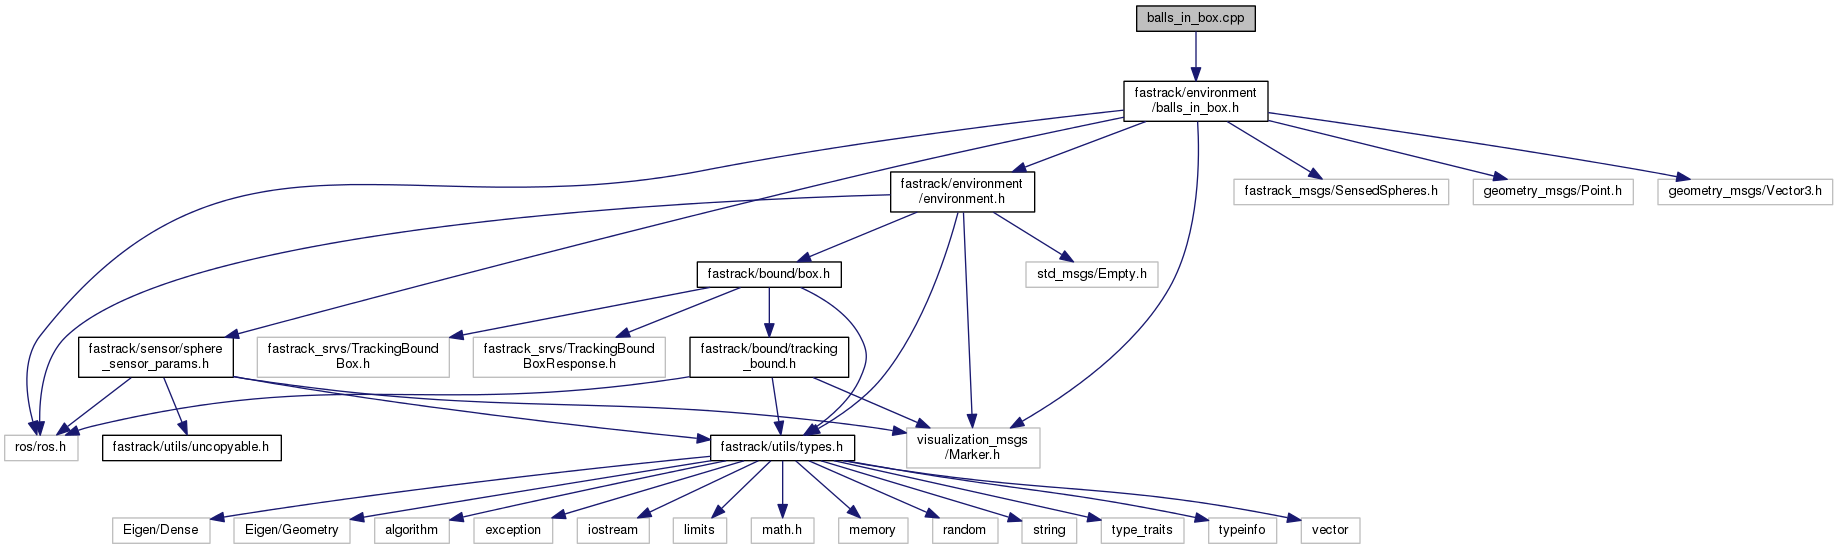 balls_in_box.cpp
fastrack/environment
/balls_in_box.h
fastrack/environment
/environment.h
fastrack_msgs/SensedSpheres.h
geometry_msgs/Point.h
geometry_msgs/Vector3.h
fastrack/bound/box.h
std_msgs/Empty.h
fastrack/sensor/sphere
_sensor_params.h
fastrack_srvs/TrackingBound
Box.h
fastrack_srvs/TrackingBound
BoxResponse.h
fastrack/bound/tracking
_bound.h
ros/ros.h
fastrack/utils/uncopyable.h
fastrack/utils/types.h
visualization_msgs
/Marker.h
Eigen/Dense
Eigen/Geometry
algorithm
exception
iostream
limits
math.h
memory
random
string
type_traits
typeinfo
vector